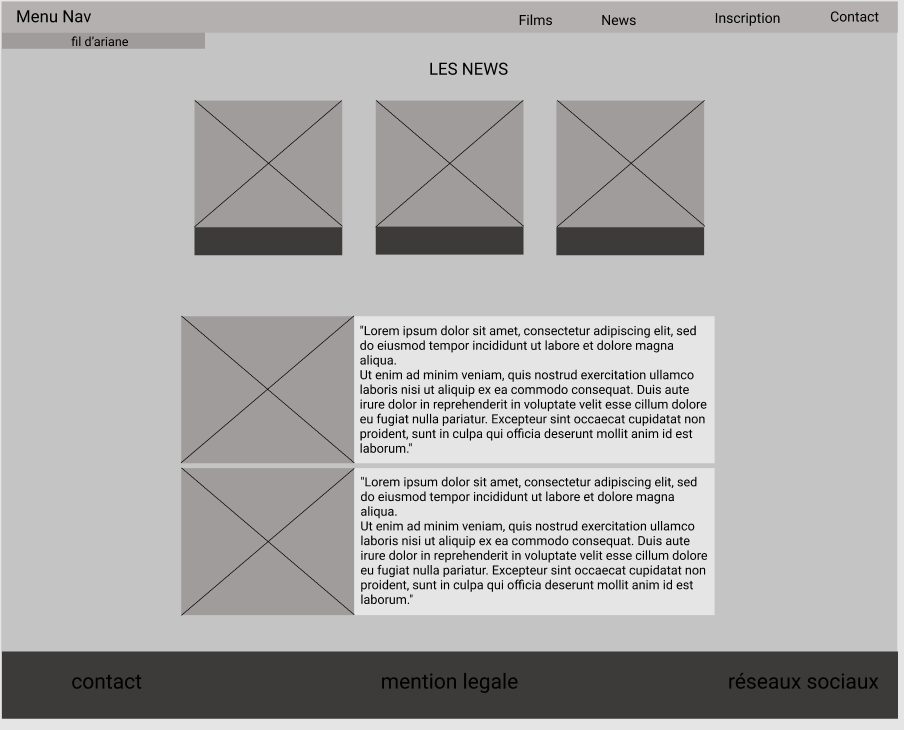 Menu Nav
Films
News
Inscription
Contact
fil d'ariane
LES NEWS
"Lorem ipsum dolor sit amet, consectetur adipiscing elit, sed
do eiusmod tempor incididunt ut labore et dolore magna
aliqua.
Ut enim ad minim veniam, quis nostrud exercitation ullamco
laboris nisi ut aliquip ex ea commodo consequat. Duis aute
irure dolor in reprehenderit in voluptate velit esse cillum dolore
eu fugiat nulla pariatur. Excepteur sint occaecat cupidatat non
proident, sunt in culpa qui officia deserunt mollit anim id est
laborum."
"Lorem ipsum dolor sit amet, consectetur adipiscing elit, sed
do eiusmod tempor incididunt ut labore et dolore magna
aliqua.
Ut enim ad minim veniam, quis nostrud exercitation ullamco
laboris nisi ut aliquip ex ea commodo consequat. Duis aute
irure dolor in reprehenderit in voluptate velit esse cillum dolore
eu fugiat nulla pariatur. Excepteur sint occaecat cupidatat non
proident, sunt in culpa qui officia deserunt mollit anim id est
laborum."
contact
mention legale
réseaux sociaux